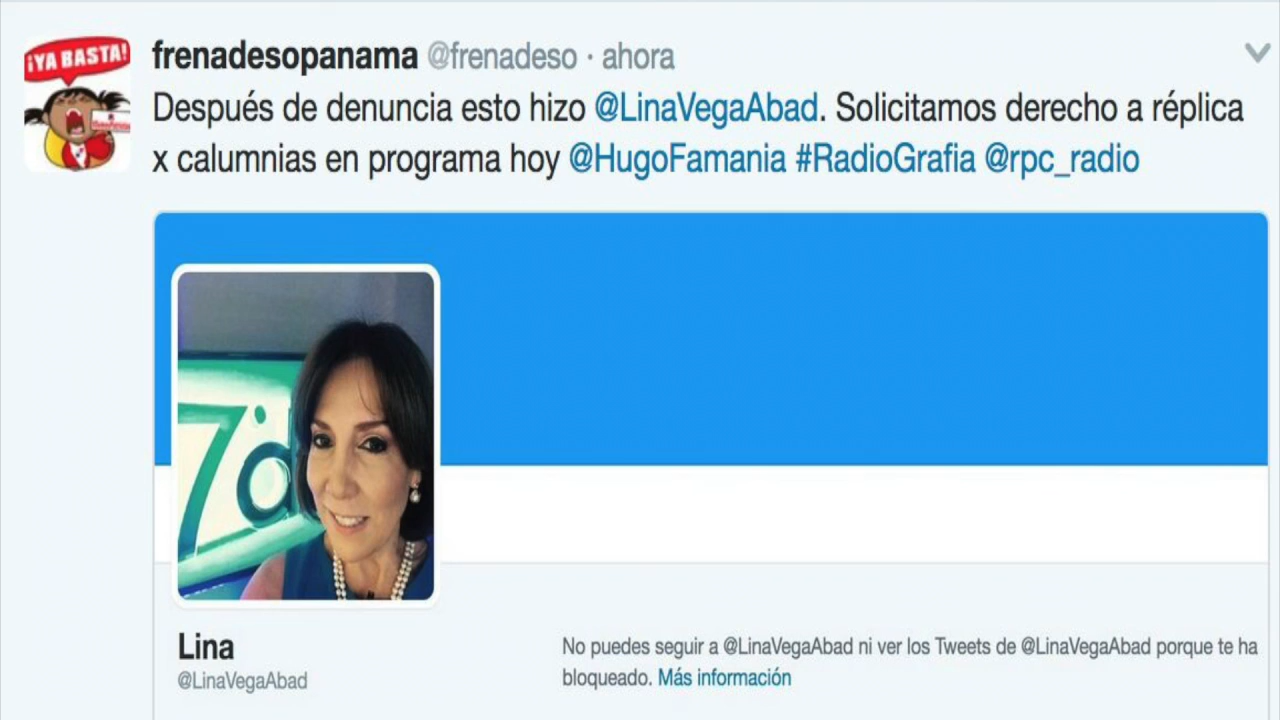 ¡YA BASTA!
frenadesopanama @frenadeso · ahora
Después de denuncia esto hizo @LinaVegaAbad. Solicitamos derecho a réplica
x calumnias en programa hoy @HugoFamania #RadioGrafia @rpc_radio
7°d
Lina
@LinaVegaAbad
No puedes seguir a @LinaVegaAbad ni ver los Tweets de @LinaVegaAbad porque te ha
bloqueado. Más información